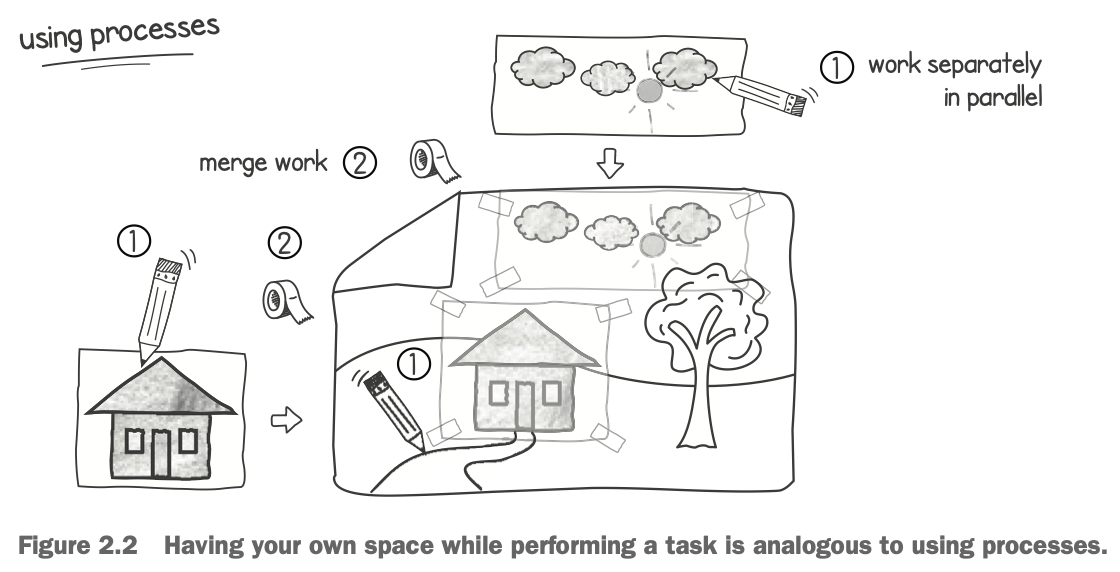 using processes
① work separately
in parallel
merge work ②
①
②
①
Figure 2.2 Having your own space while performing a task is analogous to using processes.